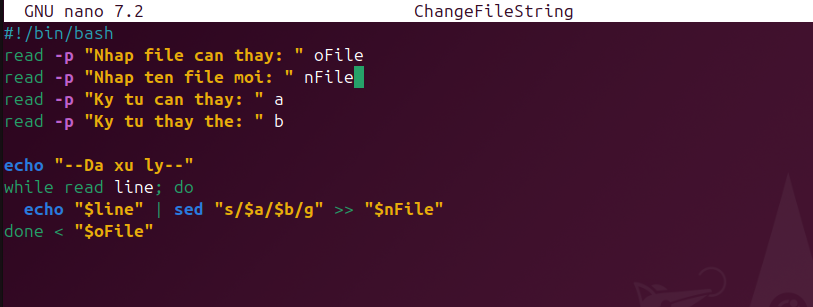 GNU nano 7.2 ChangeFileString
#!/bin/bash
read -p "Nhap file can thay: " oFile
read -p "Nhap ten file moi: " nFile
read -p "Ky tu can thay: " a
read -p "Ky tu thay the: " b

echo "--Da xu ly--"
while read line; do
  echo "$line" | sed "s/$a/$b/g" >> "$nFile"
done < "$oFile"